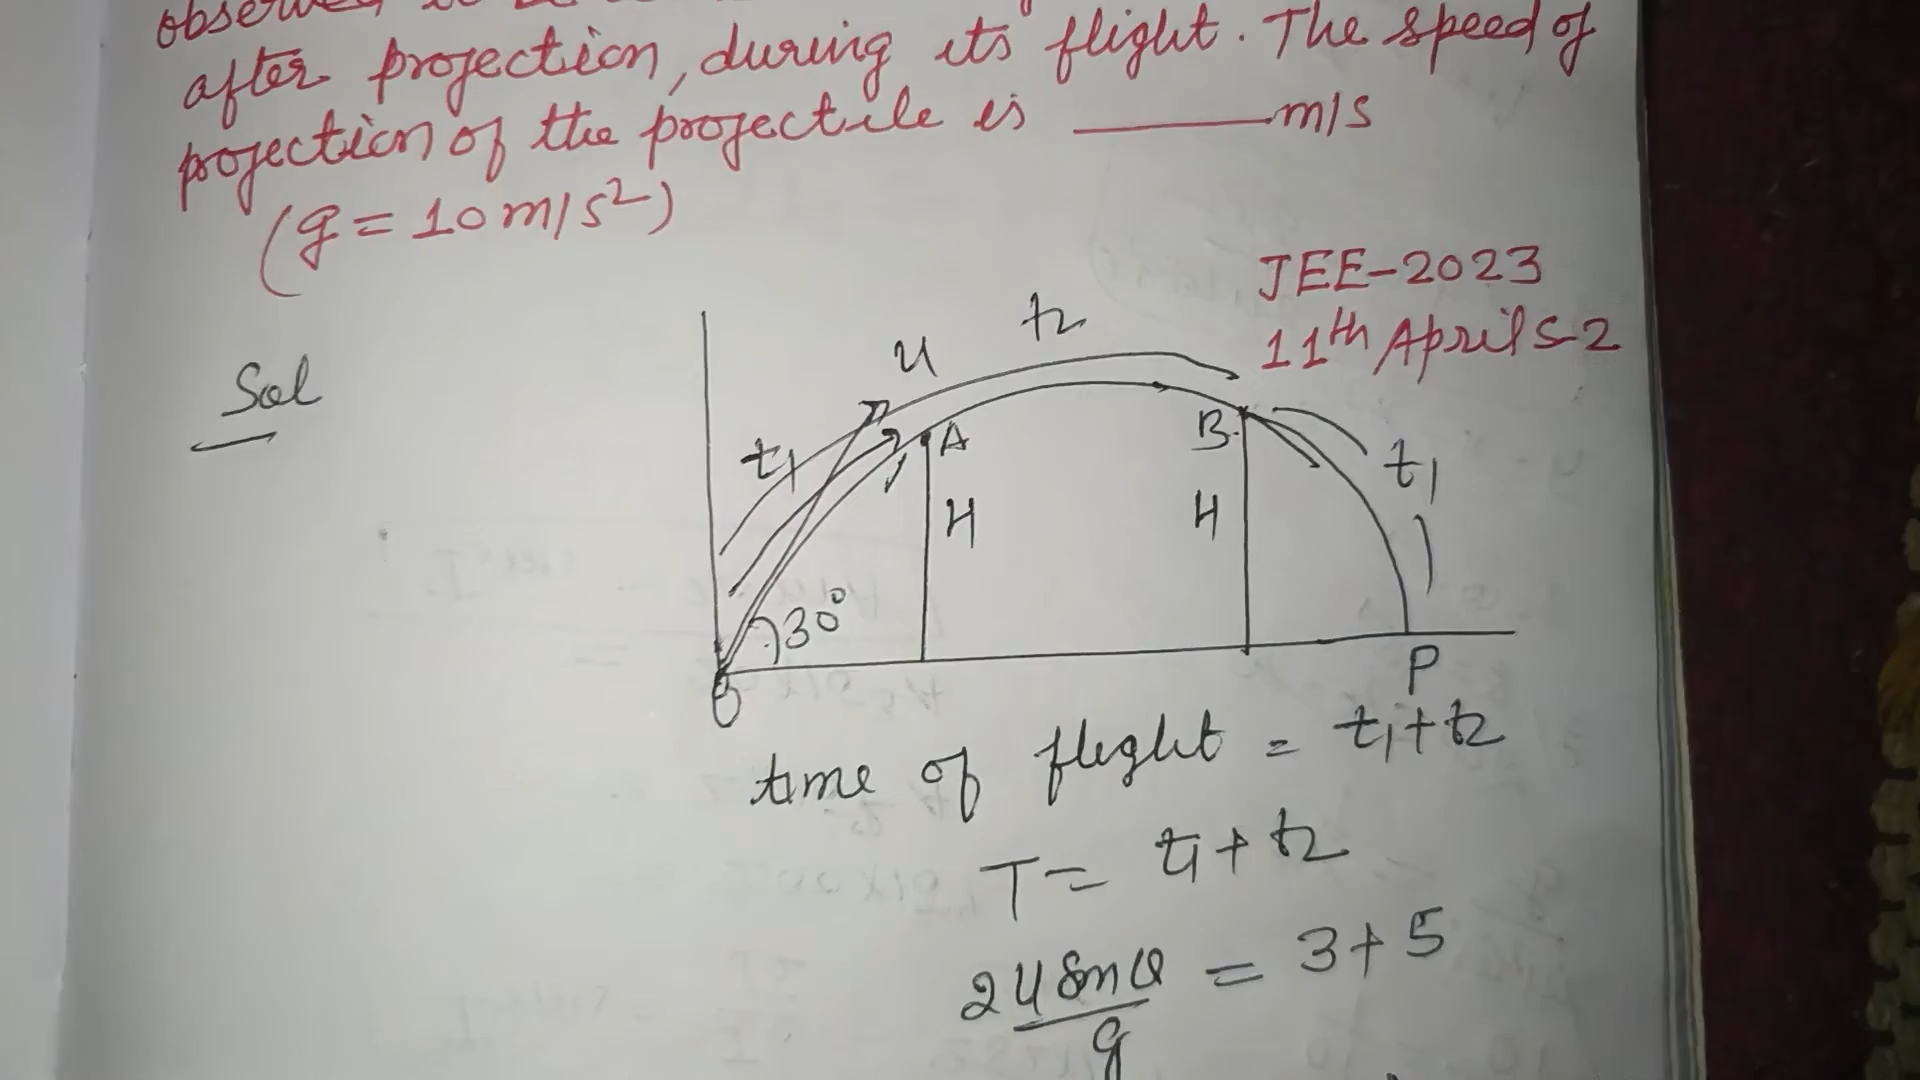 observed
after projection, during its flight. The speed of
projection of the projectile is ______ m/s
(g = 10 m/s²)
JEE-2023
11th April S-2
Sol
t2
u
t1
A
B
t1
H
H
30°
O
P
time of flight = t1+t2
T = t1+t2
2u sinθ = 3+5
g